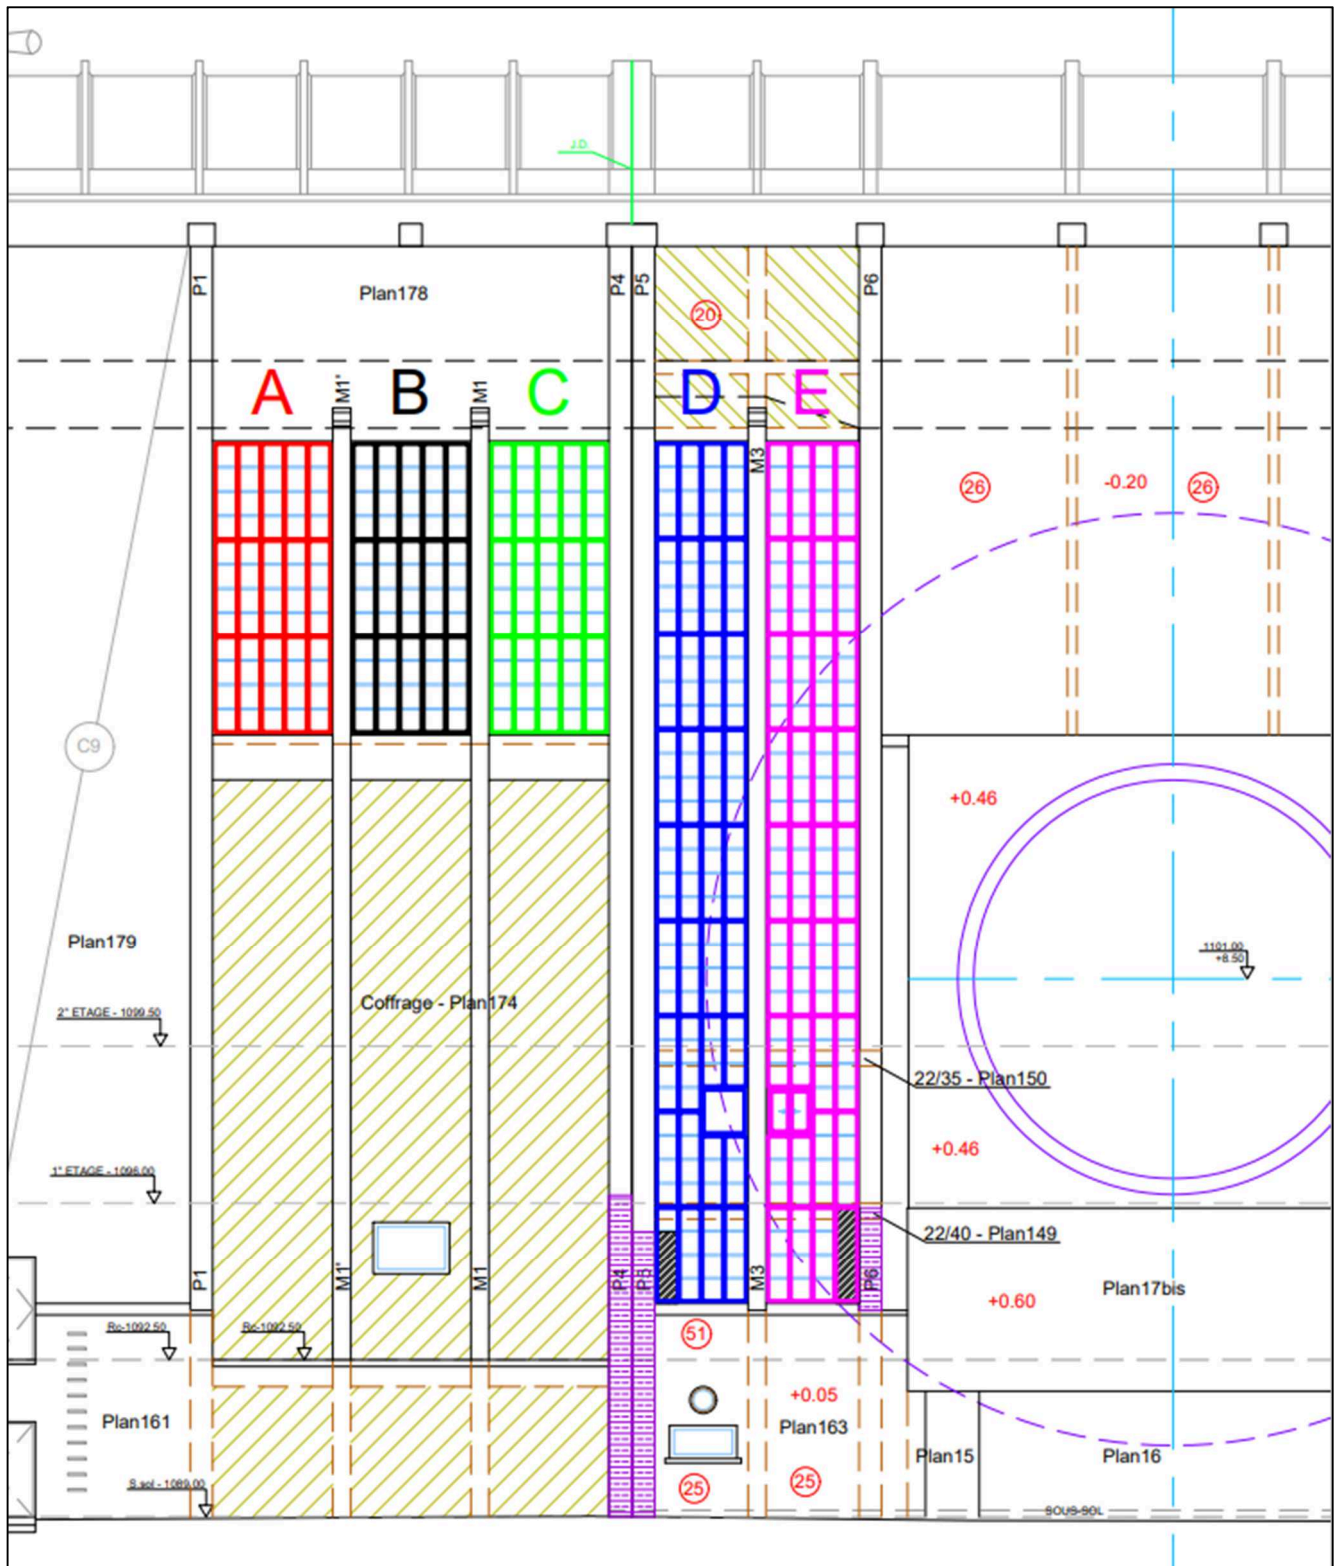 J.D.
P1
Plan178
P4
P5
20
P6
A
M1'
B
M1
C
D
E
M3
26
-0.20
26
C9
+0.46
Plan179
1101.00
+8.50
Coffrage - Plan174
2° ETAGE - 1099.50
22/35 - Plan150
+0.46
1° ETAGE - 1096.00
22/40 - Plan149
P1
M1'
M1
P4
P5
M3
P6
Plan17bis
+0.60
Rc-1092.50
Rc-1092.50
51
+0.05
Plan161
Plan163
Plan15
Plan16
S.sol - 1089.00
25
25
SOUS-SOL